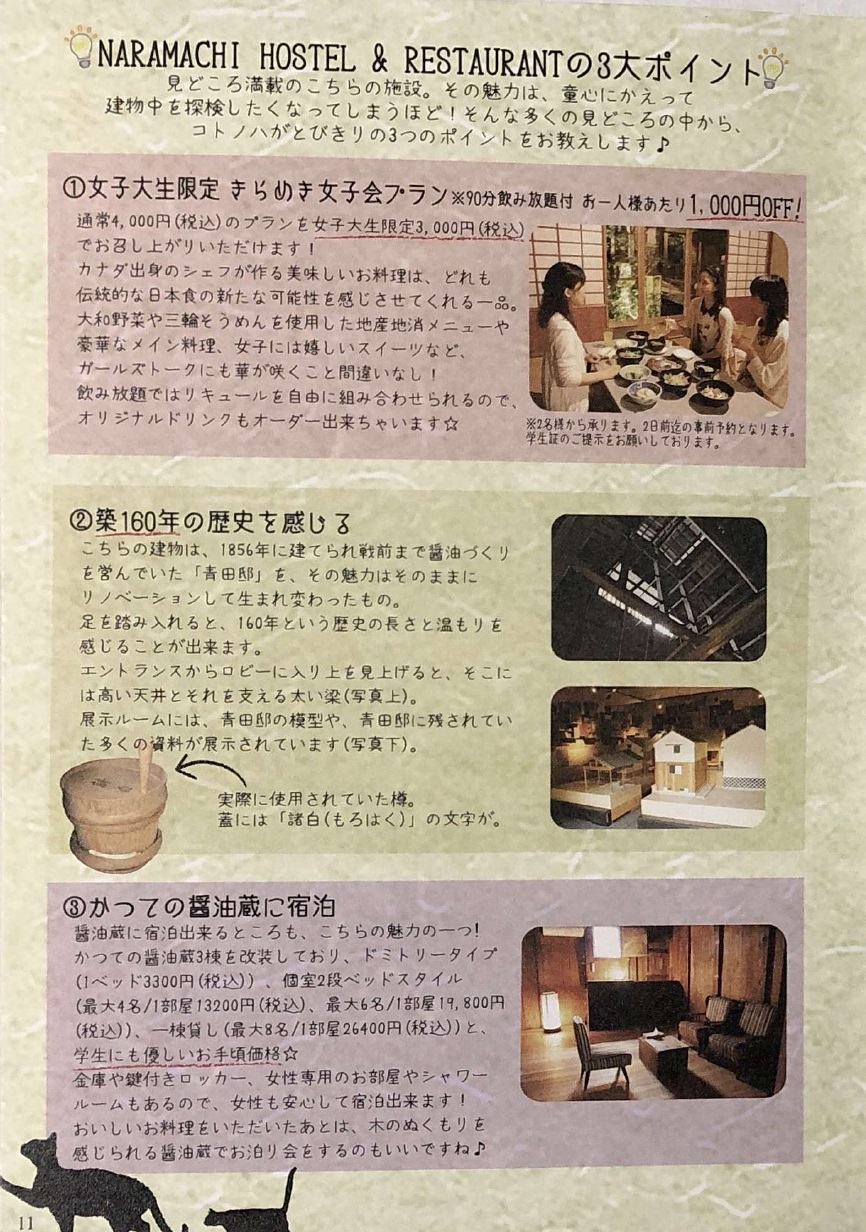 NARAMACHI HOSTEL & RESTAURANTの3大ポイント
見どころ満載のこちらの施設。その魅力は、童心にかえって
建物中を探検したくなってしまうほど!そんな多くの見どころの中から、
コトノハがとびきりの3つのポイントをお教えします♪
①女子大生限定 きらめき女子会プラン※90分飲み放題付 お一人様あたり1,000円OFF!
通常4,000円(税込)のプランを女子大生限定3,000円(税込)
でお召し上がりいただけます!
カナダ出身のシェフが作る美味しいお料理は、どれも
伝統的な日本食の新たな可能性を感じさせてくれる一品。
大和野菜や三輪そうめんを使用した地産地消メニューや
豪華なメイン料理、女子には嬉しいスイーツなど、
ガールズトークにも華が咲くこと間違いなし!
飲み放題ではリキュールを自由に組み合わせられるので、
オリジナルドリンクもオーダー出来ちゃいます☆
※2名様から承ります。2日前迄の事前予約となります。
学生証のご提示をお願いしております。
②築160年の歴史を感じる
こちらの建物は、1856年に建てられ戦前まで醤油づくり
を営んでいた「青田邸」を、その魅力はそのままに
リノベーションして生まれ変わったもの。
足を踏み入れると、160年という歴史の長さと温もりを
感じることが出来ます。
エントランスからロビーに入り上を見上げると、そこに
は高い天井とそれを支える太い梁(写真上)。
展示ルームには、青田邸の模型や、青田邸に残されてい
た多くの資料が展示されています(写真下)。
実際に使用されていた樽。
蓋には「諸白(もろはく)」の文字が。
③かつての醤油蔵に宿泊
醤油蔵に宿泊出来るところも、こちらの魅力の一つ!
かつての醤油蔵3棟を改装しており、ドミトリータイプ
(1ベッド3300円(税込))、個室2段ベッドスタイル
(最大4名/1部屋13200円(税込)、最大6名/1部屋19,800円
(税込))、一棟貸し(最大8名/1部屋26400円(税込))と、
学生にも優しいお手頃価格☆
金庫や鍵付きロッカー、女性専用のお部屋やシャワー
ルームもあるので、女性も安心して宿泊出来ます!
おいしいお料理をいただいたあとは、木のぬくもりを
感じられる醤油蔵でお泊り会をするのもいいですね♪
11